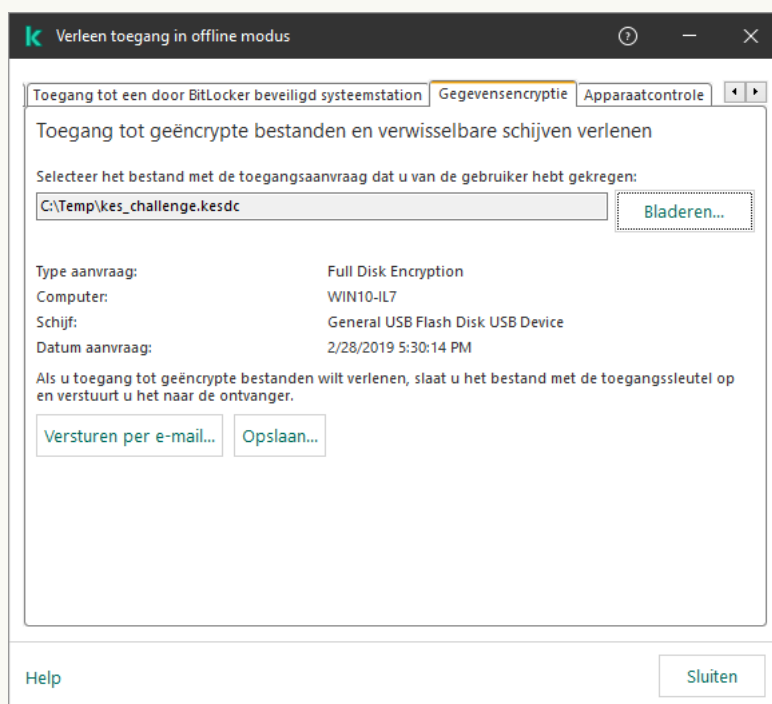 Verleen toegang in offline modus
Toegang tot een door BitLocker beveiligd systeemstation Gegevensencryptie Apparaatcontrole
Toegang tot geëncrypte bestanden en verwisselbare schijven verlenen
Selecteer het bestand met de toegangsaanvraag dat u van de gebruiker hebt gekregen:
C:\Temp\kes_challenge.kesdc Bladeren...
Type aanvraag: Full Disk Encryption
Computer: WIN10-IL7
Schijf: General USB Flash Disk USB Device
Datum aanvraag: 2/28/2019 5:30:14 PM
Als u toegang tot geëncrypte bestanden wilt verlenen, slaat u het bestand met de toegangssleutel op
en verstuurt u het naar de ontvanger.
Versturen per e-mail... Opslaan...
Help Sluiten